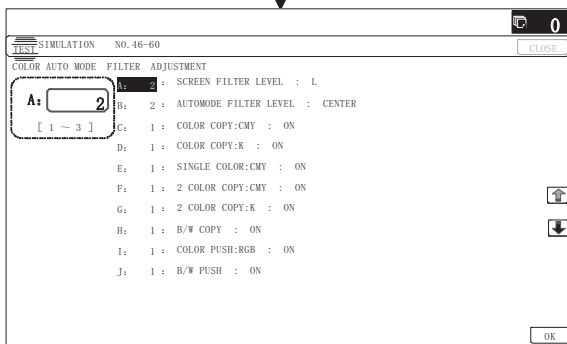 0
TEST SIMULATION NO.46-60
CLOSE
COLOR AUTO MODE FILTER ADJUSTMENT
A: 2
[ 1 ~ 3 ]
A: 2 : SCREEN FILTER LEVEL : L
B: 2 : AUTOMODE FILTER LEVEL : CENTER
C: 1 : COLOR COPY:CMY : ON
D: 1 : COLOR COPY:K : ON
E: 1 : SINGLE COLOR:CMY : ON
F: 1 : 2 COLOR COPY:CMY : ON
G: 1 : 2 COLOR COPY:K : ON
H: 1 : B/W COPY : ON
I: 1 : COLOR PUSH:RGB : ON
J: 1 : B/W PUSH : ON
OK